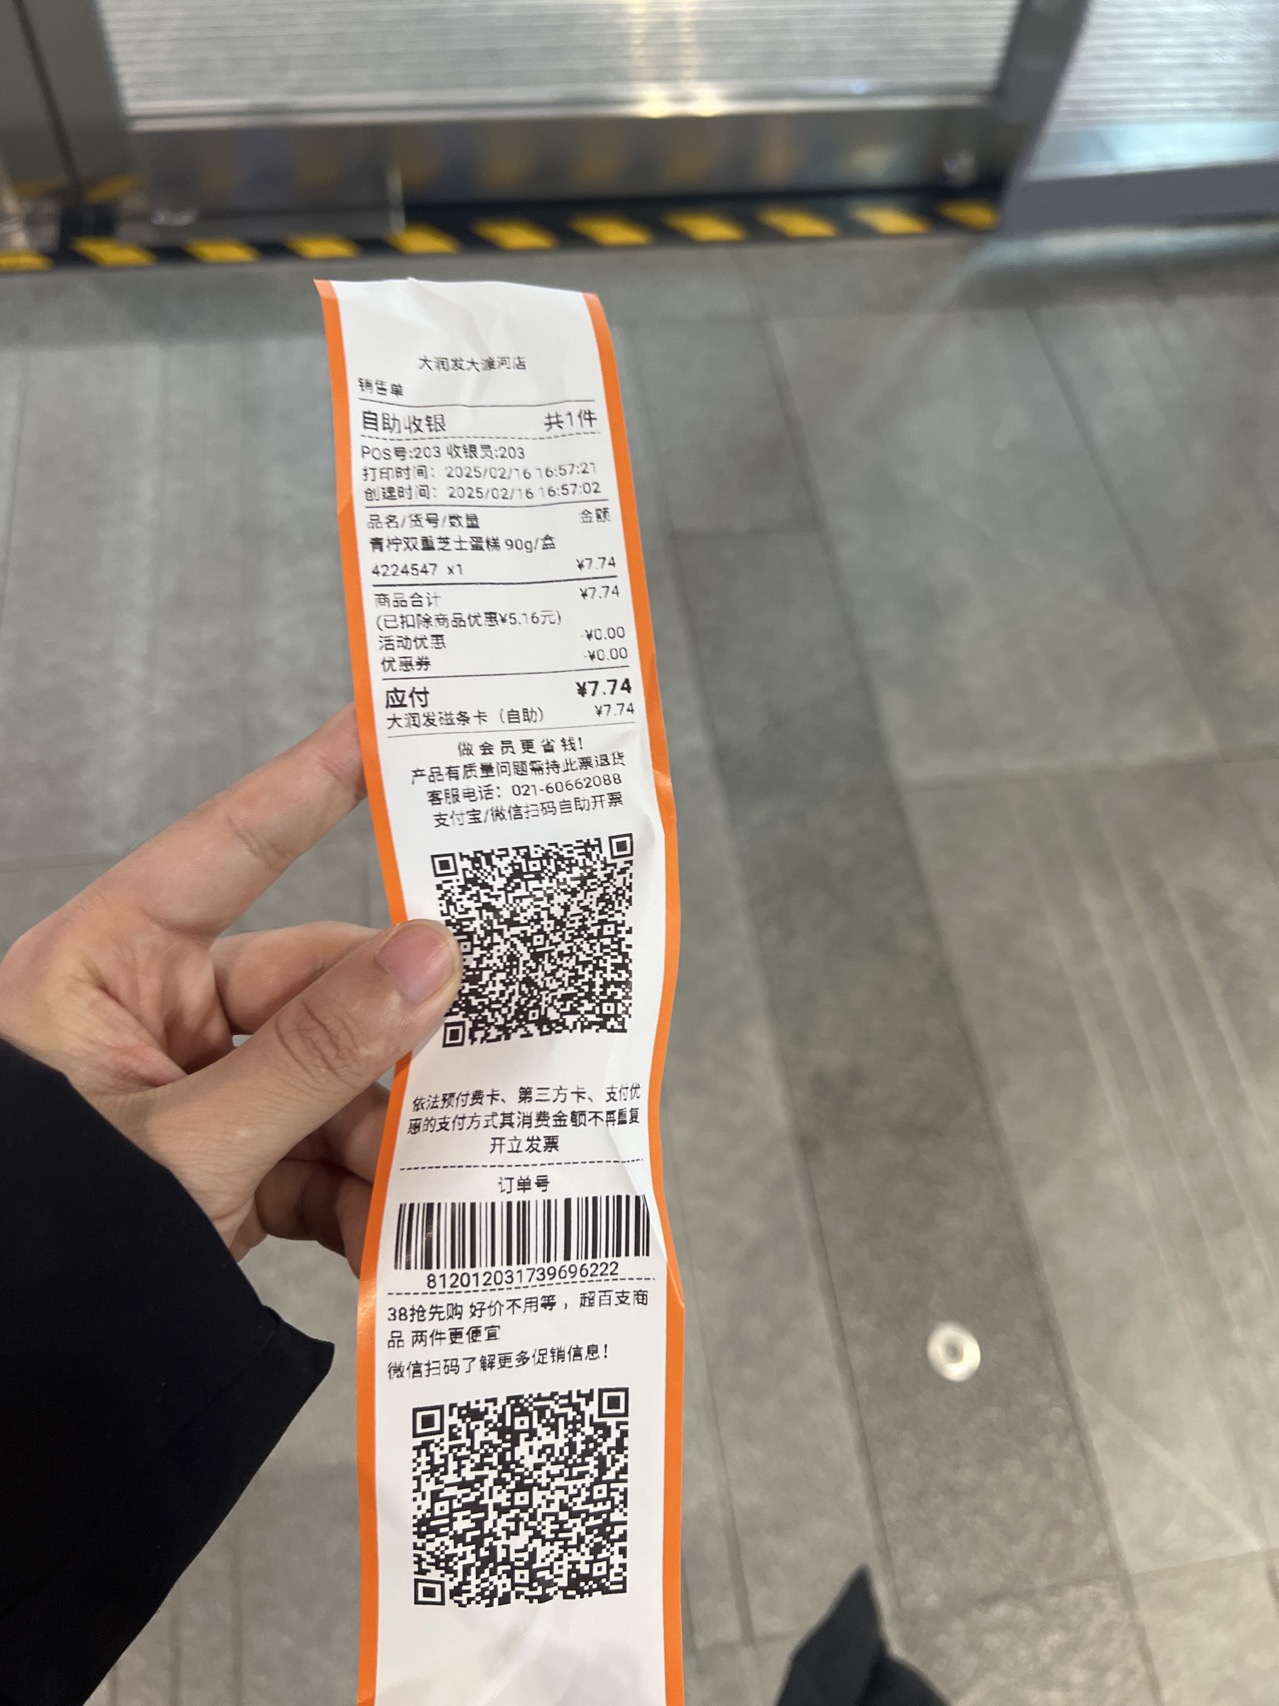 大润发大渡河店
销售单
自助收银 共1件
POS号:203 收银员:203
打印时间: 2025/02/16 16:57:21
创建时间: 2025/02/16 16:57:02
品名/货号/数量 金额
青柠双重芝士蛋糕 90g/盒
4224547 x1 ¥7.74
商品合计 ¥7.74
(已扣除商品优惠¥5.16元)
活动优惠 -¥0.00
优惠券 -¥0.00
应付 ¥7.74
大润发磁条卡（自助） ¥7.74
做会员更省钱!
产品有质量问题需持此票退货
客服电话: 021-60662088
支付宝/微信扫码自助开票
依法预付费卡、第三方卡、支付优
惠的支付方式其消费金额不再重复
开立发票
订单号
812012031739696222
38抢先购 好价不用等，超百支商
品 两件更便宜
微信扫码了解更多促销信息!